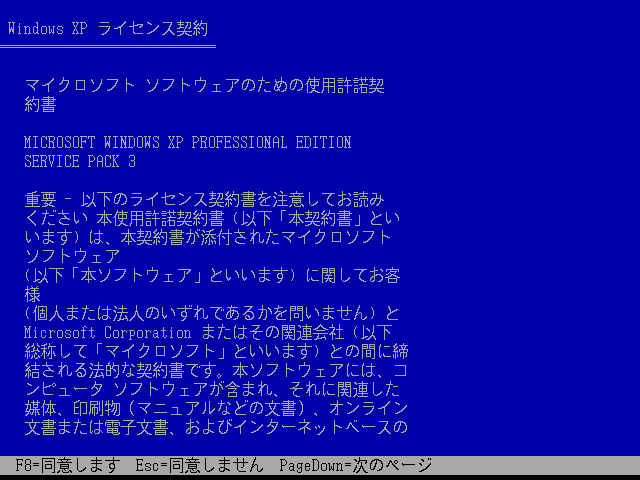 Windows XP ライセンス契約
マイクロソフト ソフトウェアのための使用許諾契
約書
MICROSOFT WINDOWS XP PROFESSIONAL EDITION
SERVICE PACK 3
重要 - 以下のライセンス契約書を注意してお読み
ください 本使用許諾契約書 (以下「本契約書」とい
います) は、本契約書が添付されたマイクロソフト
ソフトウェア
(以下「本ソフトウェア」といいます) に関してお客
様
(個人または法人のいずれであるかを問いません) と
Microsoft Corporation またはその関連会社 (以下
総称して「マイクロソフト」といいます) との間に締
結される法的な契約書です。本ソフトウェアには、コ
ンピュータ ソフトウェアが含まれ、それに関連した
媒体、印刷物 (マニュアルなどの文書) 、オンライン
文書または電子文書、およびインターネットベースの
F8=同意します Esc=同意しません PageDown=次のページ